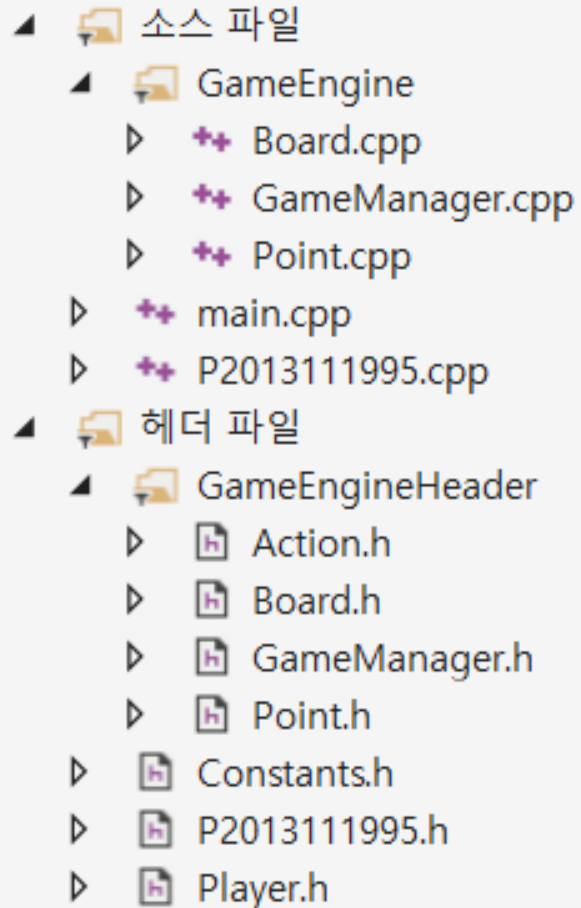 소스 파일
GameEngine
Board.cpp
GameManager.cpp
Point.cpp
main.cpp
P2013111995.cpp
헤더 파일
GameEngineHeader
Action.h
Board.h
GameManager.h
Point.h
Constants.h
P2013111995.h
Player.h